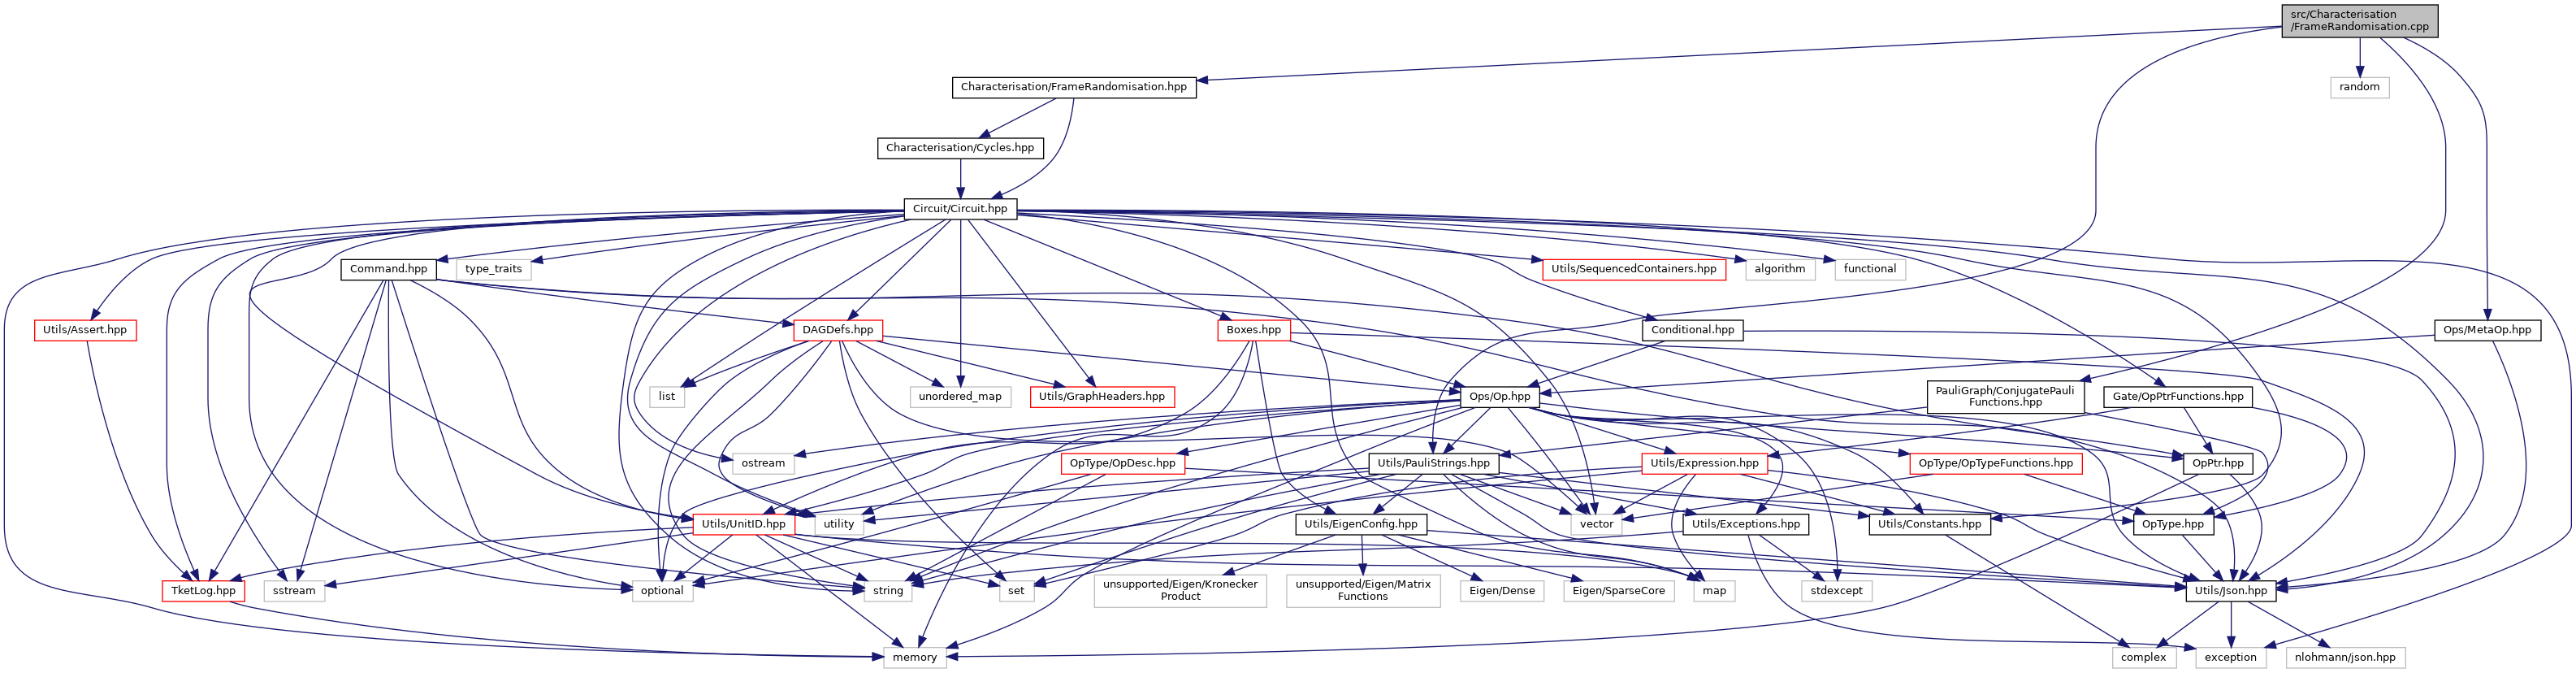 src/Characterisation
/FrameRandomisation.cpp
Characterisation/FrameRandomisation.hpp
random
Characterisation/Cycles.hpp
Circuit/Circuit.hpp
Command.hpp
type_traits
Utils/SequencedContainers.hpp
algorithm
functional
Utils/Assert.hpp
DAGDefs.hpp
Boxes.hpp
Conditional.hpp
Ops/MetaOp.hpp
list
unordered_map
Utils/GraphHeaders.hpp
Ops/Op.hpp
PauliGraph/ConjugatePauli
Functions.hpp
Gate/OpPtrFunctions.hpp
ostream
OpType/OpDesc.hpp
Utils/PauliStrings.hpp
Utils/Expression.hpp
OpType/OpTypeFunctions.hpp
OpPtr.hpp
Utils/UnitID.hpp
utility
Utils/EigenConfig.hpp
vector
Utils/Exceptions.hpp
Utils/Constants.hpp
OpType.hpp
TketLog.hpp
sstream
optional
string
set
unsupported/Eigen/Kronecker
Product
unsupported/Eigen/Matrix
Functions
Eigen/Dense
Eigen/SparseCore
map
stdexcept
Utils/Json.hpp
memory
complex
exception
nlohmann/json.hpp